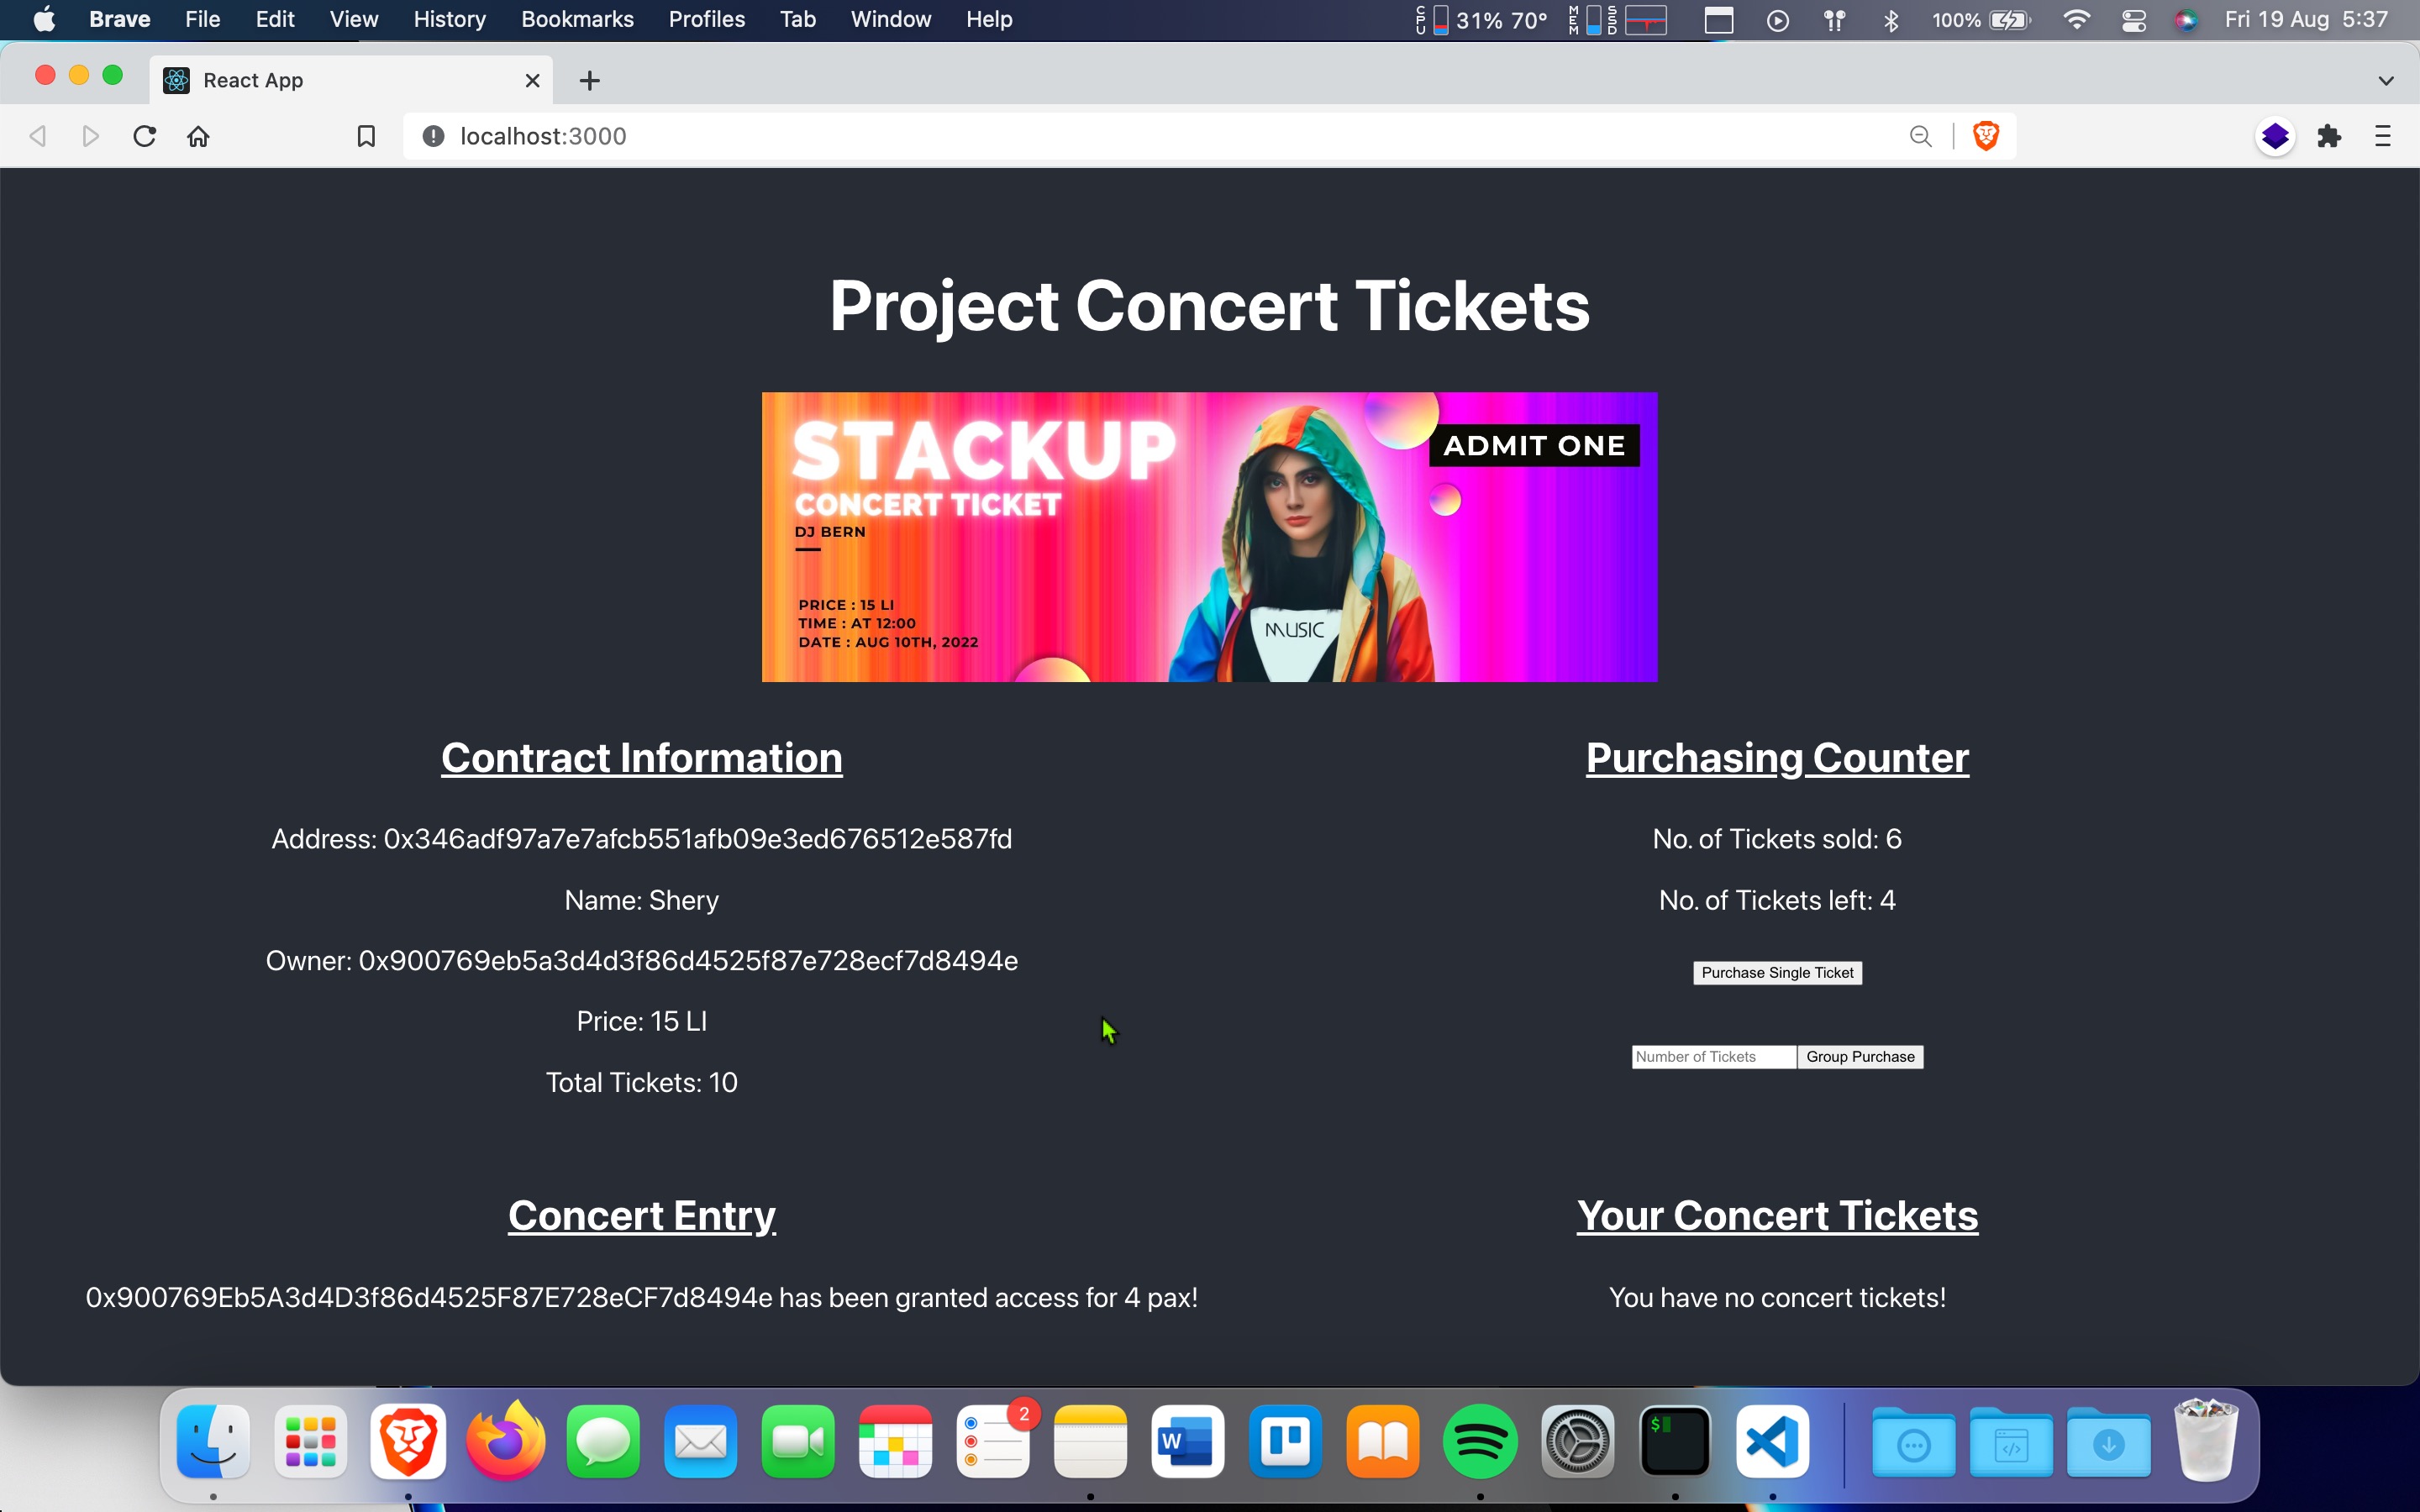 Brave File Edit View History Bookmarks Profiles Tab Window Help CPU 31% 70° MEM SSD 100% Fri 19 Aug 5:37
React App
localhost:3000
Project Concert Tickets
STACKUP
CONCERT TICKET
DJ BERN
ADMIT ONE
MUSIC
PRICE : 15 LI
TIME : AT 12:00
DATE : AUG 10TH, 2022
Contract Information
Address: 0x346adf97a7e7afcb551afb09e3ed676512e587fd
Name: Shery
Owner: 0x900769eb5a3d4d3f86d4525f87e728ecf7d8494e
Price: 15 LI
Total Tickets: 10
Purchasing Counter
No. of Tickets sold: 6
No. of Tickets left: 4
Purchase Single Ticket
Number of Tickets Group Purchase
Concert Entry
0x900769Eb5A3d4D3f86d4525F87E728eCF7d8494e has been granted access for 4 pax!
Your Concert Tickets
You have no concert tickets!
2
W
$